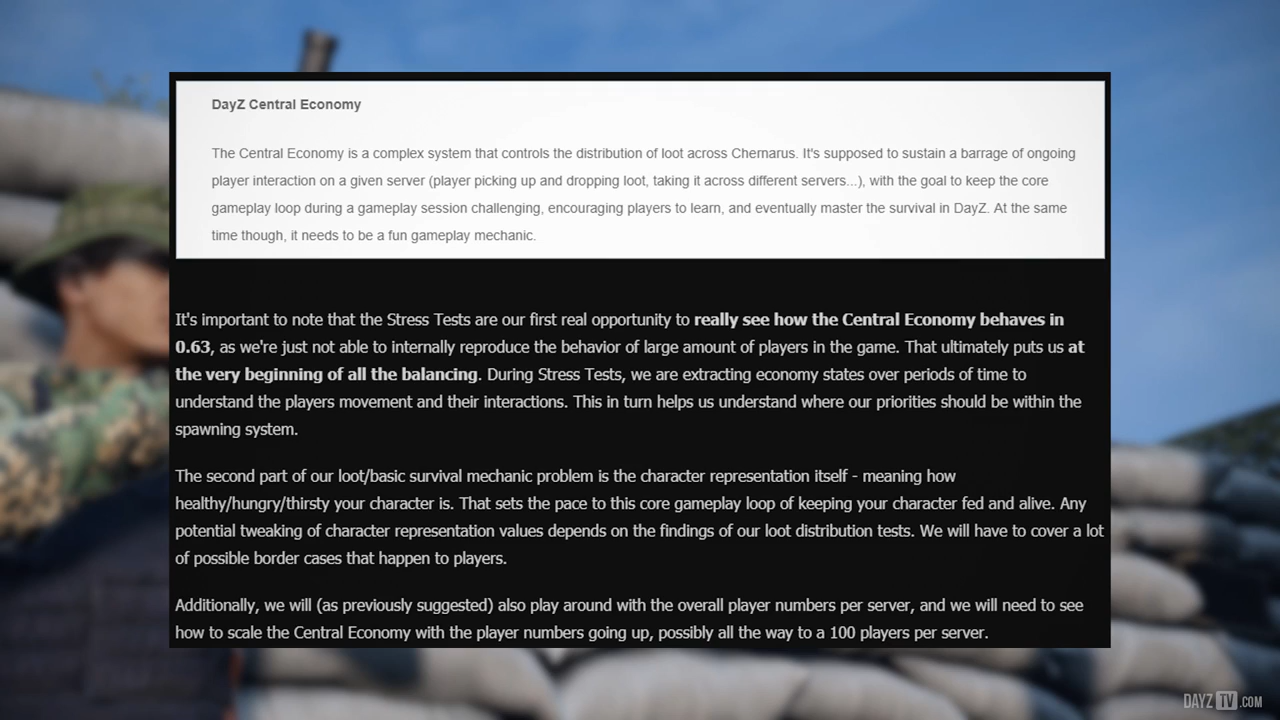 DayZ Central Economy
The Central Economy is a complex system that controls the distribution of loot across Chernarus. It's supposed to sustain a barrage of ongoing
player interaction on a given server (player picking up and dropping loot, taking it across different servers...), with the goal to keep the core
gameplay loop during a gameplay session challenging, encouraging players to learn, and eventually master the survival in DayZ. At the same
time though, it needs to be a fun gameplay mechanic.
It's important to note that the Stress Tests are our first real opportunity to really see how the Central Economy behaves in
0.63, as we're just not able to internally reproduce the behavior of large amount of players in the game. That ultimately puts us at
the very beginning of all the balancing. During Stress Tests, we are extracting economy states over periods of time to
understand the players movement and their interactions. This in turn helps us understand where our priorities should be within the
spawning system.
The second part of our loot/basic survival mechanic problem is the character representation itself - meaning how
healthy/hungry/thirsty your character is. That sets the pace to this core gameplay loop of keeping your character fed and alive. Any
potential tweaking of character representation values depends on the findings of our loot distribution tests. We will have to cover a lot
of possible border cases that happen to players.
Additionally, we will (as previously suggested) also play around with the overall player numbers per server, and we will need to see
how to scale the Central Economy with the player numbers going up, possibly all the way to a 100 players per server.
DAYZ TV .COM